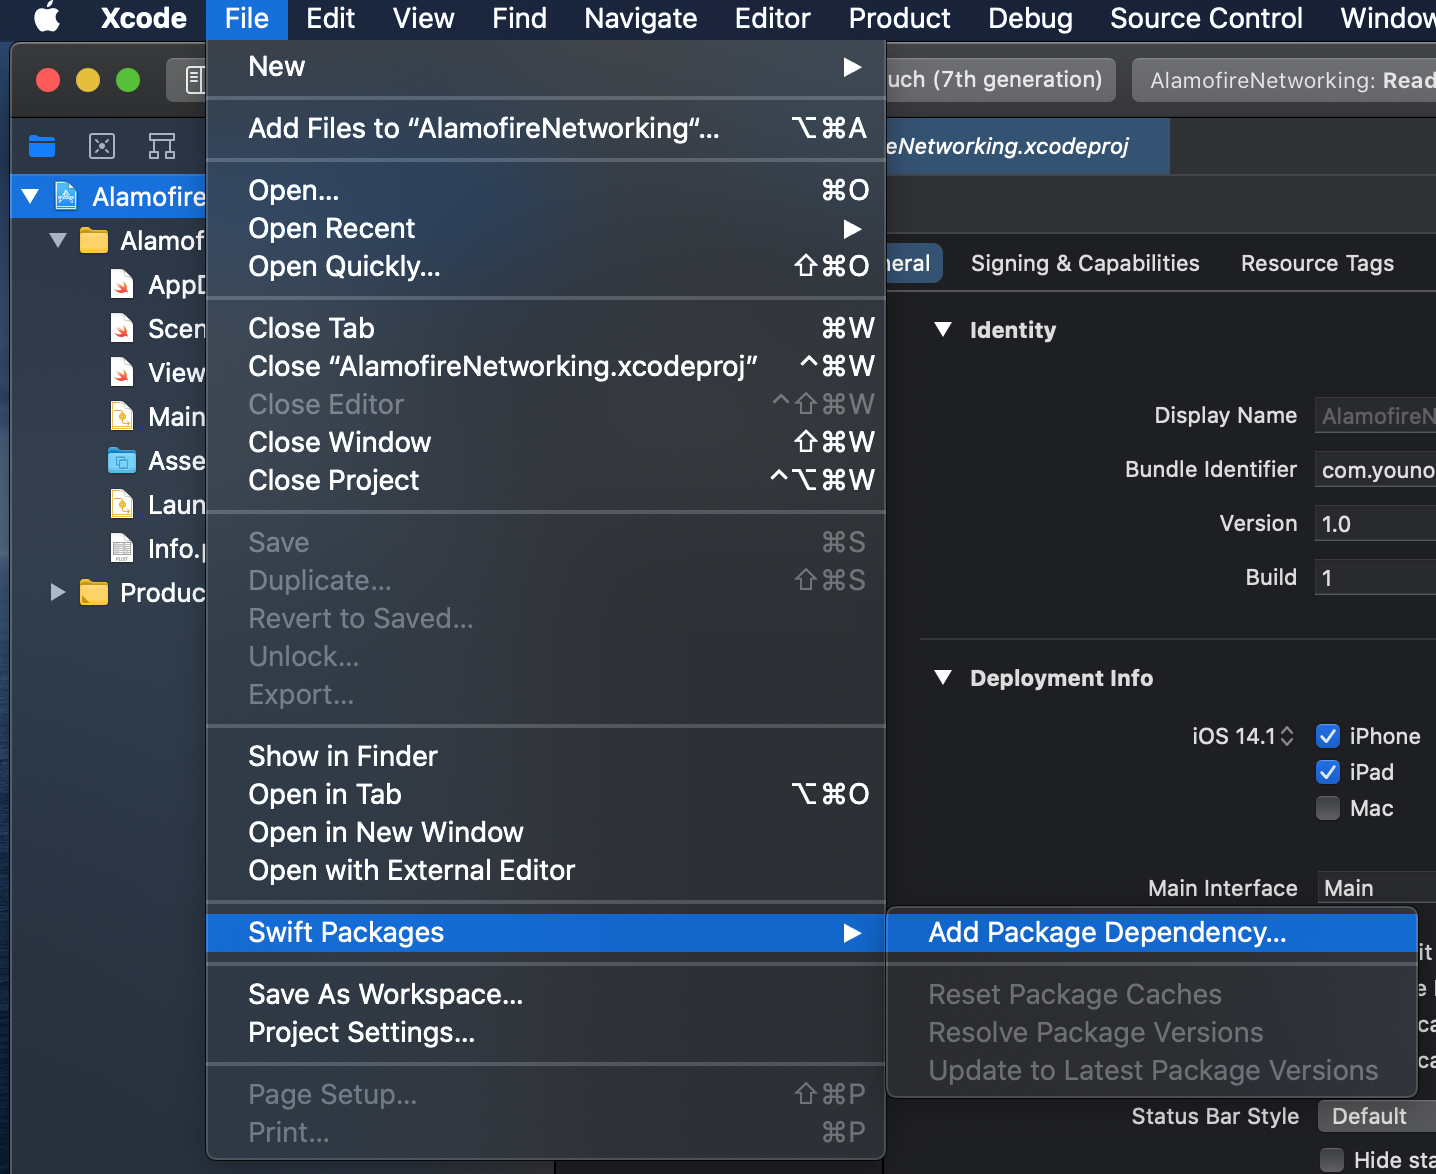 Xcode File Edit View Find Navigate Editor Product Debug Source Control Window
uch (7th generation) AlamofireNetworking: Read
eNetworking.xcodeproj
New
Add Files to “AlamofireNetworking“... ⌥⌘A
Open... ⌘O
Open Recent
Open Quickly... ⇧⌘O
Close Tab ⌘W
Close “AlamofireNetworking.xcodeproj” ^⌘W
Close Editor ^⇧⌘W
Close Window ⇧⌘W
Close Project ^⌥⌘W
Save ⌘S
Duplicate... ⇧⌘S
Revert to Saved...
Unlock...
Export...
Show in Finder
Open in Tab ⌥⌘O
Open in New Window
Open with External Editor
Swift Packages
Save As Workspace...
Project Settings...
Page Setup... ⇧⌘P
Print... ⌘P
Add Package Dependency...
Reset Package Caches
Resolve Package Versions
Update to Latest Package Versions
Alamofire
Alamof
AppD
Scen
View
Main
Asse
Laun
Info.p
Produc
neral Signing & Capabilities Resource Tags
Identity
Display Name AlamofireN
Bundle Identifier com.youno
Version 1.0
Build 1
Deployment Info
iOS 14.1 iPhone
iPad
Mac
Main Interface Main
Status Bar Style Default
Hide sta